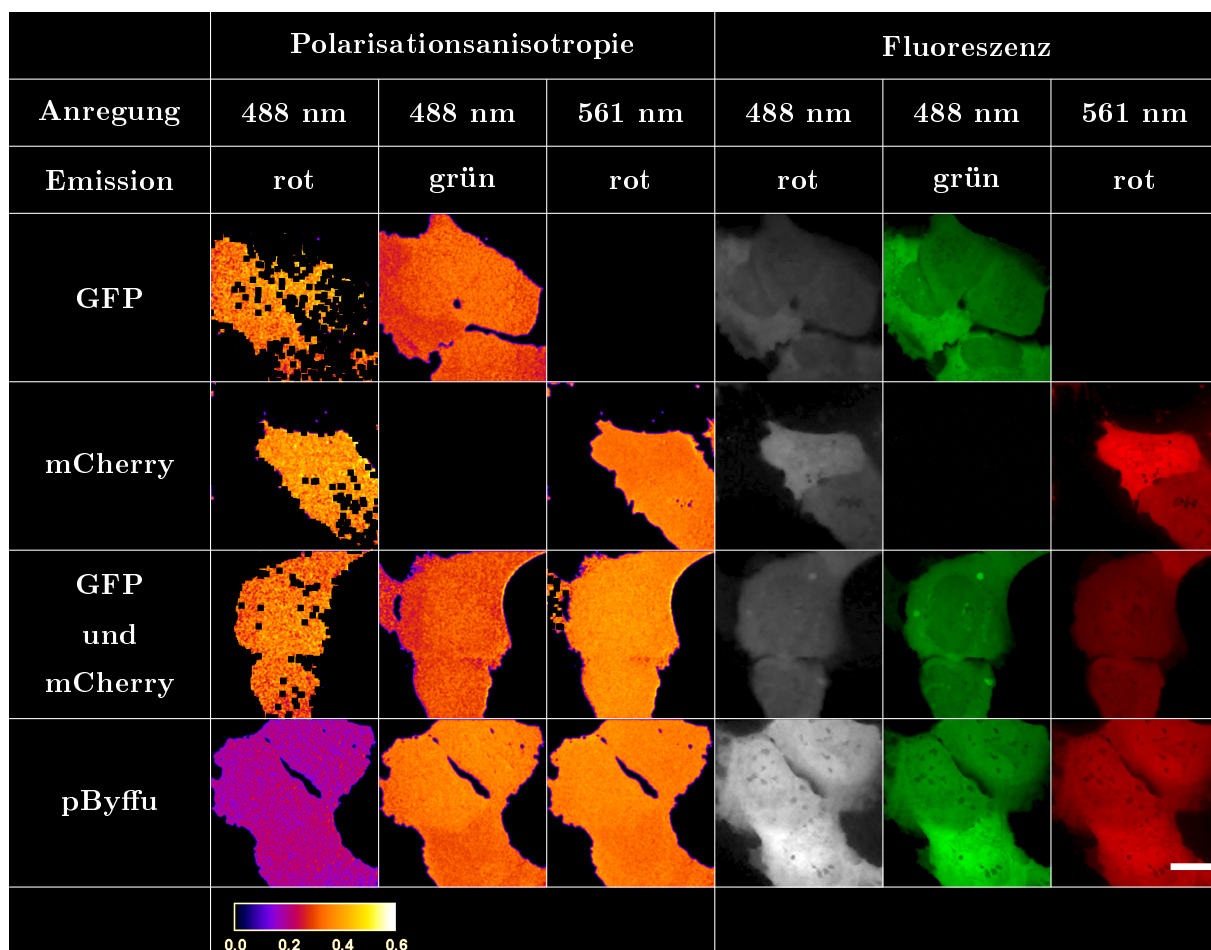 Polarisationsanisotropie Fluoreszenz
Anregung 488 nm 488 nm 561 nm 488 nm 488 nm 561 nm
Emission rot grün rot rot grün rot
GFP
mCherry
GFP
und
mCherry
pByffu
0.0 0.2 0.4 0.6